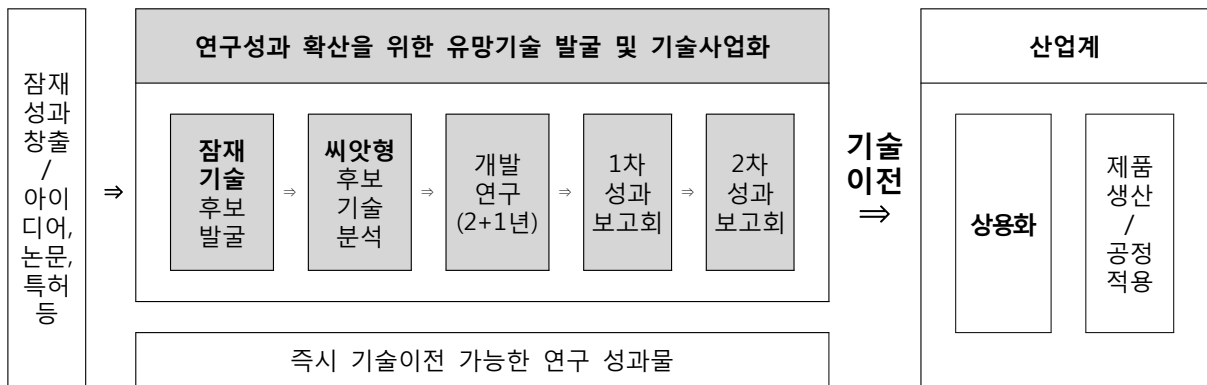 잠재
성과
창출
/
아이
디어,
논문,
특허
등
⇒
연구성과 확산을 위한 유망기술 발굴 및 기술사업화
잠재
기술
후보
발굴
⇒
씨앗형
후보
기술
분석
⇒
개발
연구
(2+1년)
⇒
1차
성과
보고회
⇒
2차
성과
보고회
즉시 기술이전 가능한 연구 성과물
기술
이전
⇒
산업계
상용화
제품
생산
/
공정
적용